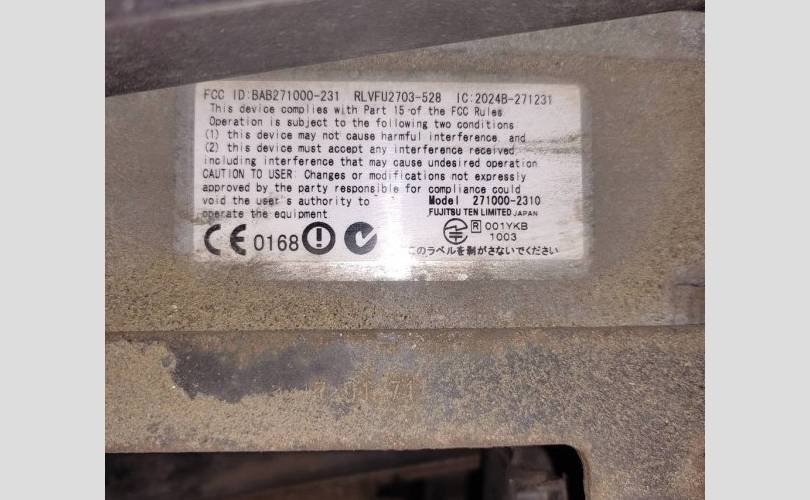 FCC ID:BAB271000-231 RLVFU2703-528 IC:2024B-271231
This device complies with Part 15 of the FCC Rules
Operation is subject to the following two conditions
(1) this device may not cause harmful interference, and
(2) this device must accept any interference received,
including interference that may cause undesired operation
CAUTION TO USER: Changes or modifications not expressly
approved by the party responsible for compliance could
void the user's authority to
operate the equipment
Model 271000-2310
FUJITSU TEN LIMITED JAPAN
CE 0168
R 001YKB
1003
このラベルを剥がさないでください